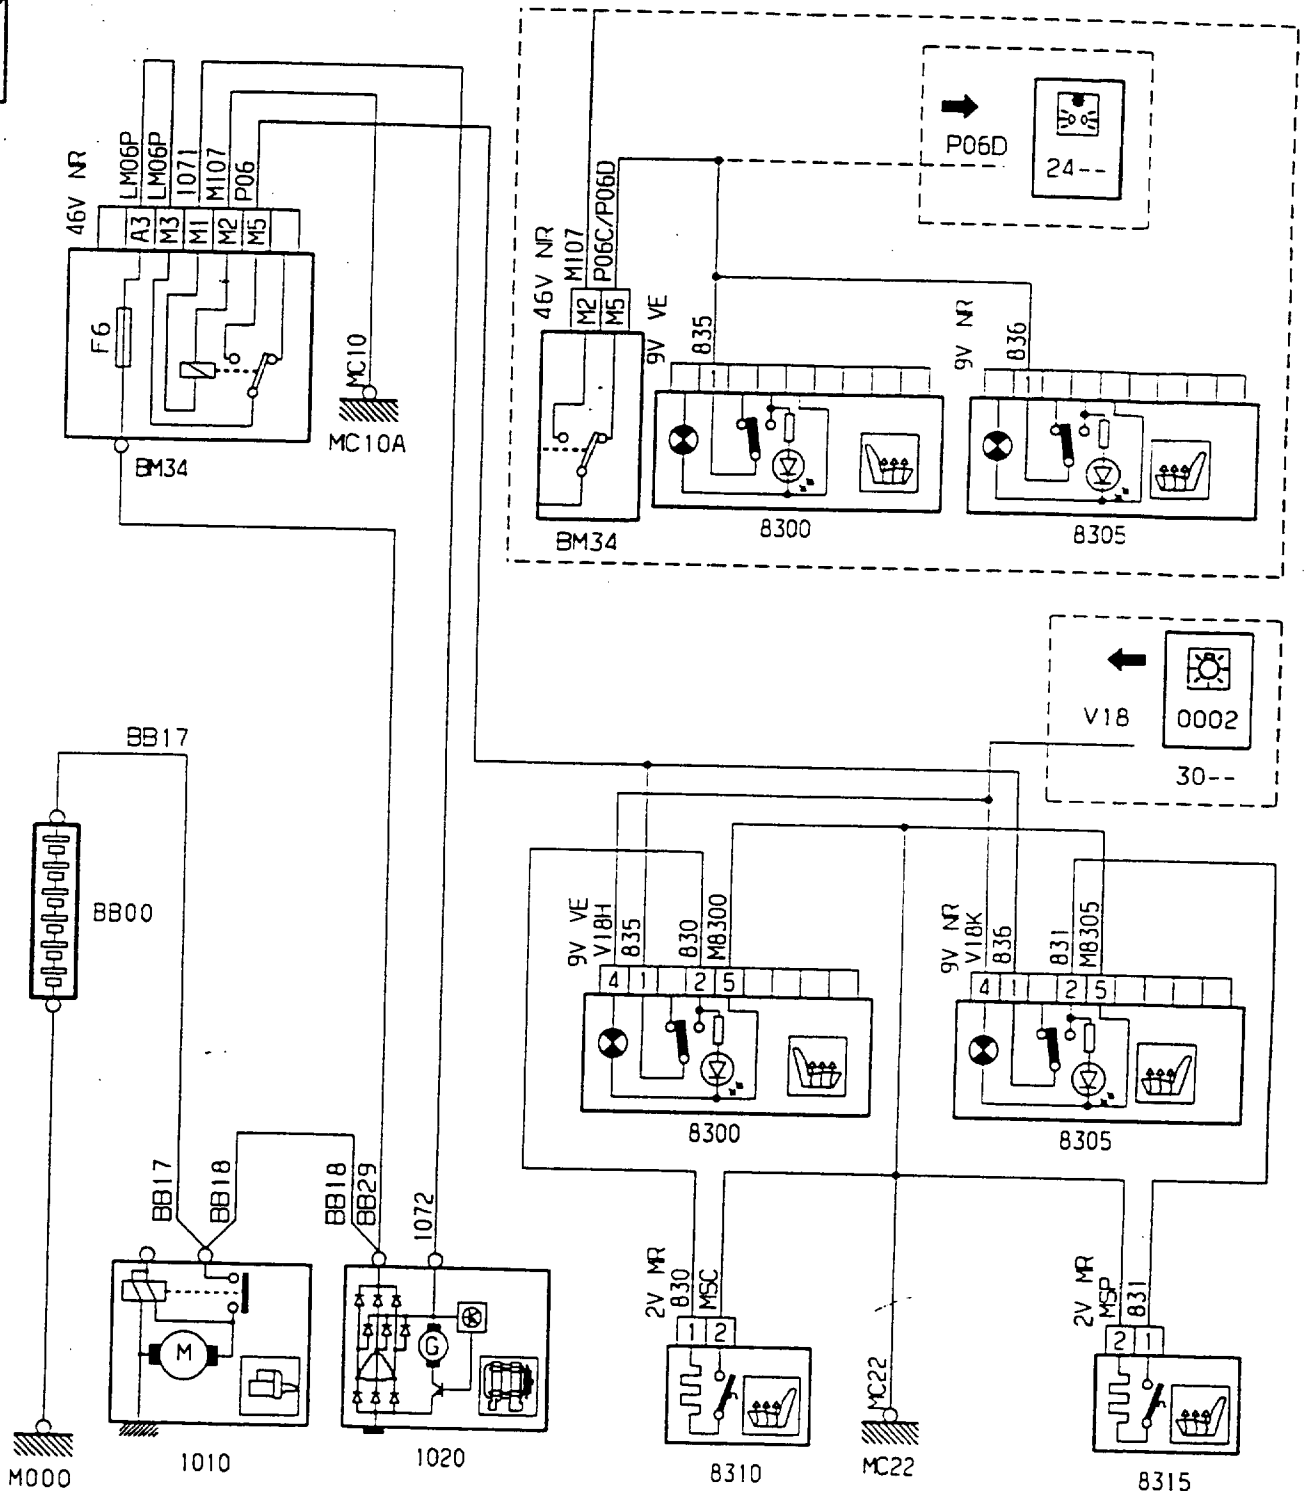 46V NR
LM06P
LM06P
1071
M107
P06
A3
M3
M1
M2
M5
F6
BM34
MC10
MC10A
46V NR
M107
P06C/P06D
M2
M5
BM34
P06D
24--
9V VE
835
8300
9V NR
836
8305
V18
0002
30--
BB17
BB00
9V VE
V18H
835
830
M8300
4
1
2
5
8300
9V NR
V18K
836
831
M8305
4
1
2
5
8305
BB17
BB18
BB18
BB29
1072
M
G
M000
1010
1020
2V MR
830
MSC
1
2
8310
MC22
MC22
2V MR
MSP
831
2
1
8315